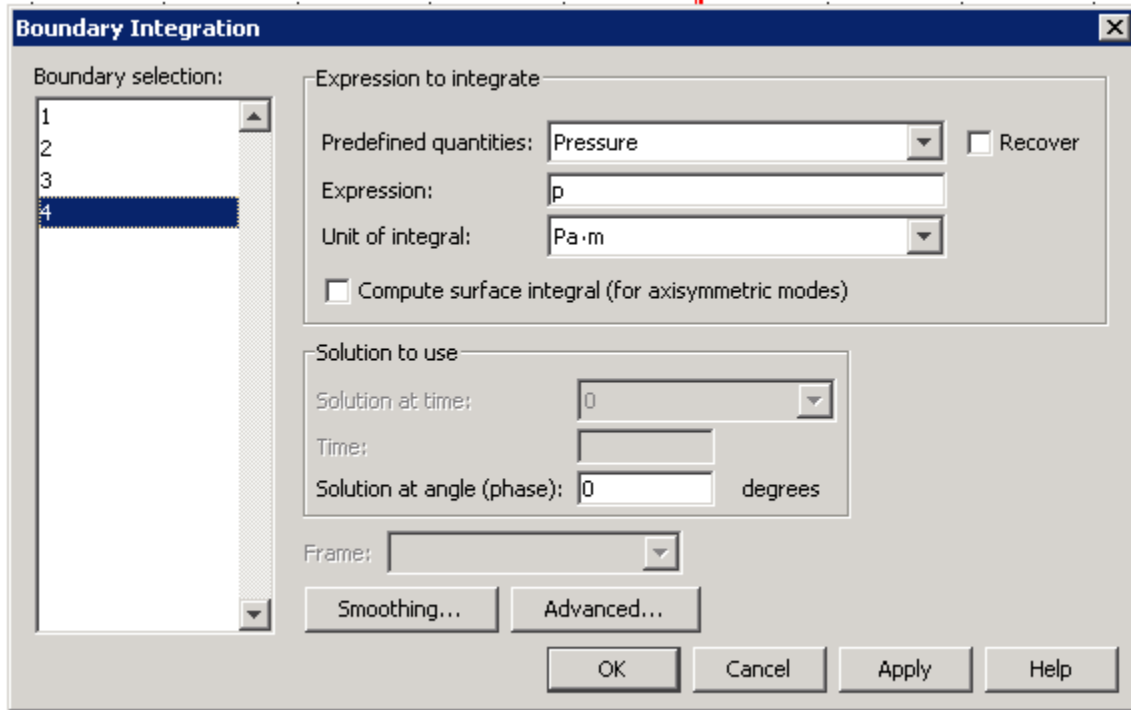 Boundary Integration
Boundary selection:
1
2
3
4
Expression to integrate
Predefined quantities: Pressure Recover
Expression: p
Unit of integral: Pa·m
Compute surface integral (for axisymmetric modes)
Solution to use
Solution at time: 0
Time:
Solution at angle (phase): 0 degrees
Frame:
Smoothing... Advanced...
OK Cancel Apply Help